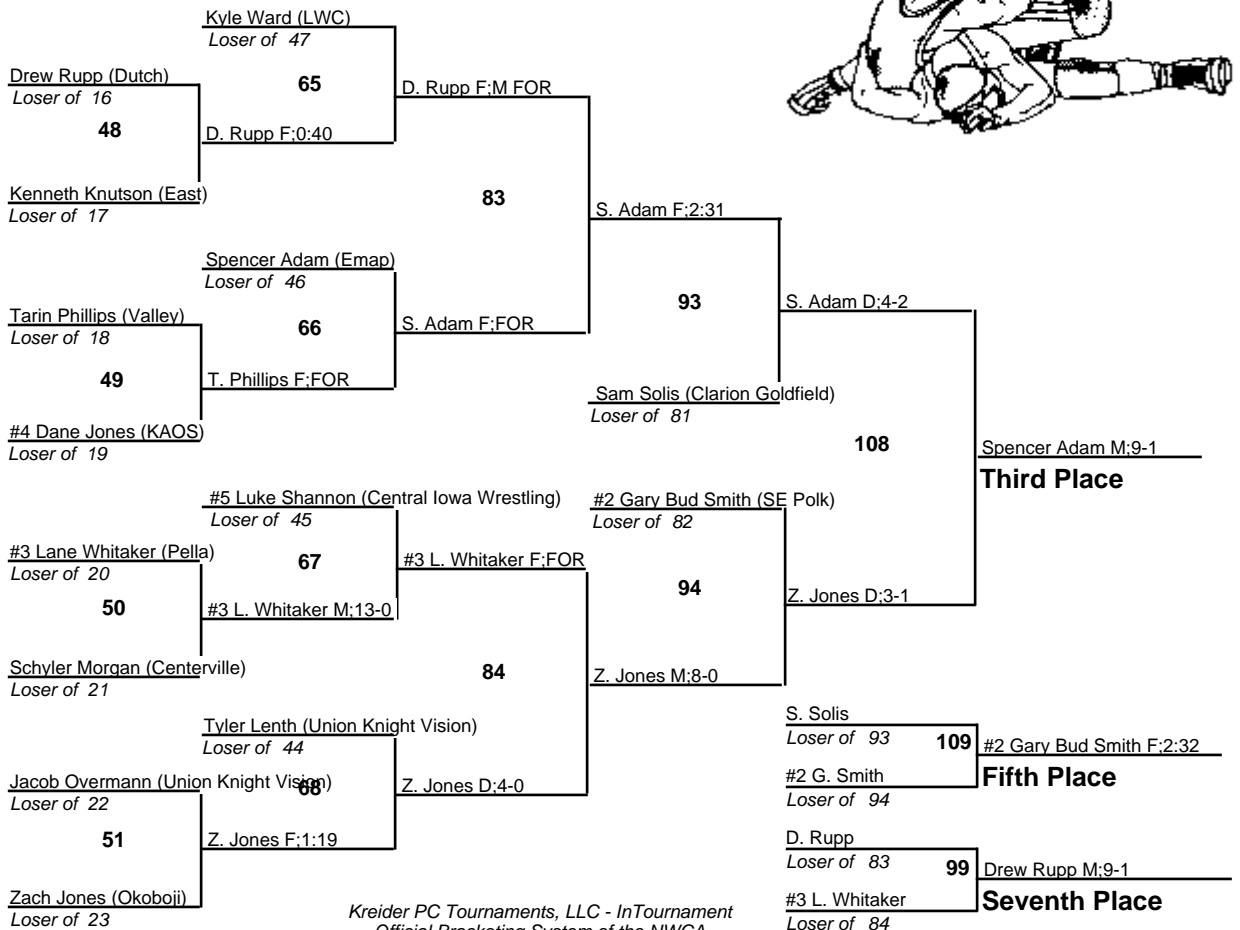 Kyle Ward (LWC)
Loser of 47
Drew Rupp (Dutch)
Loser of 16
65
D. Rupp F;M FOR
48
D. Rupp F;0:40
Kenneth Knutson (East)
Loser of 17
83
S. Adam F;2:31
Spencer Adam (Emap)
Loser of 46
Tarin Phillips (Valley)
Loser of 18
66
S. Adam F;FOR
93
S. Adam D;4-2
49
T. Phillips F;FOR
Sam Solis (Clarion Goldfield)
Loser of 81
#4 Dane Jones (KAOS)
Loser of 19
108
Spencer Adam M;9-1
Third Place
#5 Luke Shannon (Central Iowa Wrestling)
Loser of 45
#2 Gary Bud Smith (SE Polk)
Loser of 82
#3 Lane Whitaker (Pella)
Loser of 20
67
#3 L. Whitaker F;FOR
94
50
#3 L. Whitaker M;13-0
Z. Jones D;3-1
Schyler Morgan (Centerville)
Loser of 21
84
Z. Jones M;8-0
Tyler Lenth (Union Knight Vision)
Loser of 44
S. Solis
Loser of 93
109
#2 Gary Bud Smith F;2:32
Fifth Place
#2 G. Smith
Loser of 94
Jacob Overmann (Union Knight Vision)
Loser of 22
68
Z. Jones D;4-0
51
Z. Jones F;1:19
D. Rupp
Loser of 83
99
Drew Rupp M;9-1
Seventh Place
#3 L. Whitaker
Loser of 84
Zach Jones (Okoboji)
Loser of 23
Kreider PC Tournaments, LLC - InTournament
Official Bracketing System of the NWCA